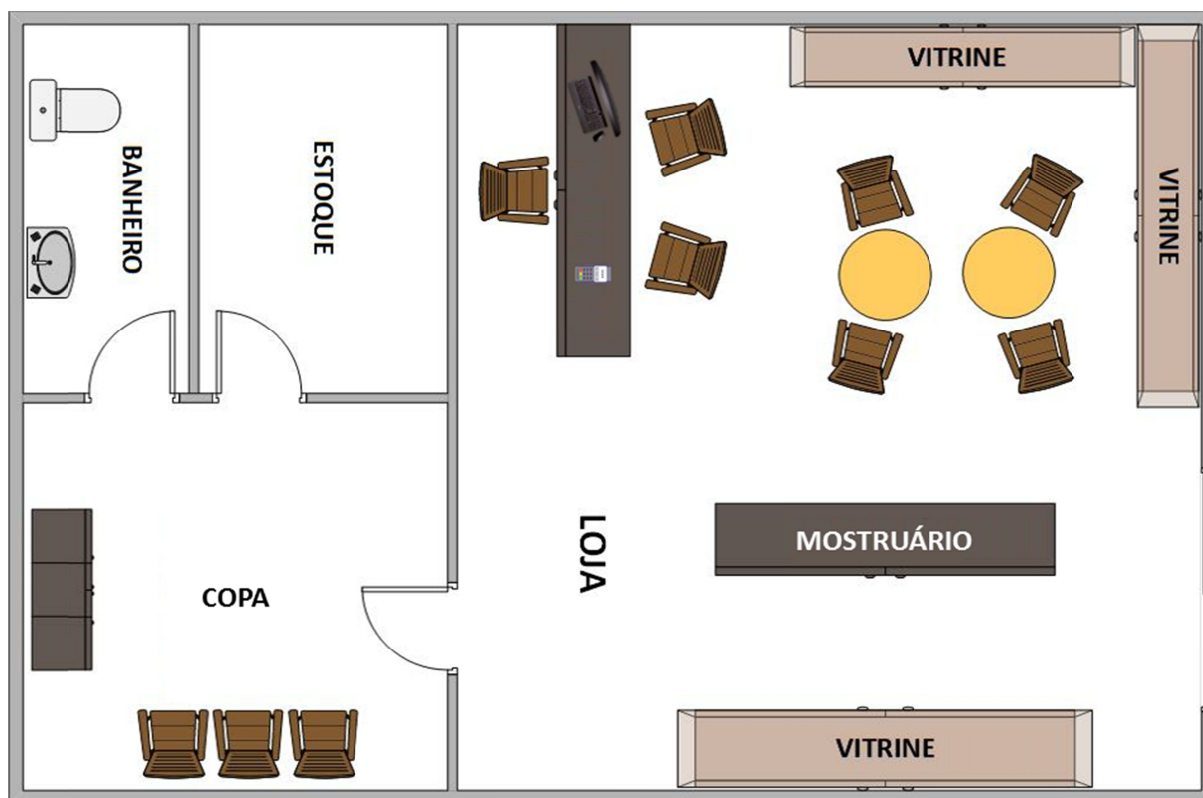 VITRINE
BANHEIRO
ESTOQUE
VITRINE
LOJA
MOSTRUÁRIO
COPA
VITRINE